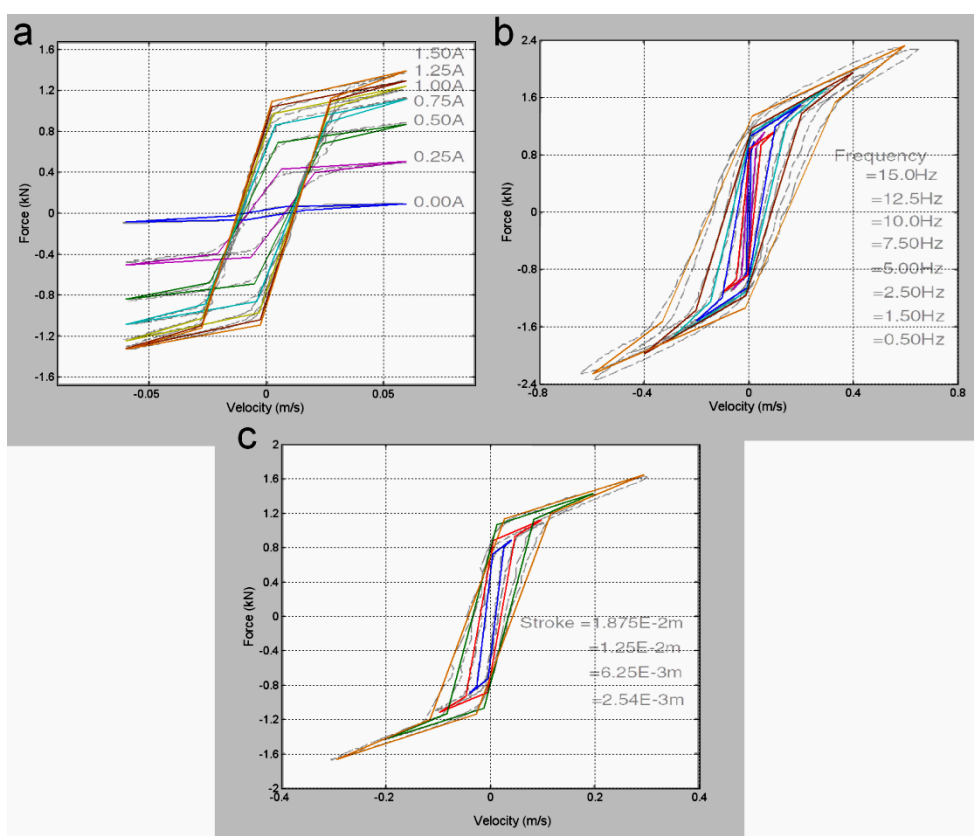 a
1.6
1.2
0.8
0.4
0
-0.4
-0.8
-1.2
-1.6
Force (kN)
-0.05
0
0.05
Velocity (m/s)
1.50A
1.25A
1.00A
0.75A
0.50A
0.25A
0.00A
b
2.4
1.6
0.8
0
-0.8
-1.6
-2.4
Force (kN)
-0.8
-0.4
0
0.4
0.8
Velocity (m/s)
Frequency
=15.0Hz
=12.5Hz
=10.0Hz
=7.50Hz
=5.00Hz
=2.50Hz
=1.50Hz
=0.50Hz
c
2
1.6
1.2
0.8
0.4
0
-0.4
-0.8
-1.2
-1.6
-2
Force (kN)
-0.4
-0.2
0
0.2
0.4
Velocity (m/s)
Stroke =1.875E-2m
=1.25E-2m
=6.25E-3m
=2.54E-3m